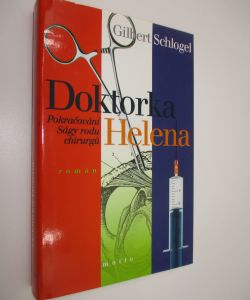 Gilbert Schlogel
Doktorka
Pokračování
Ságy rodu
chirurgů
Helena
román
motto